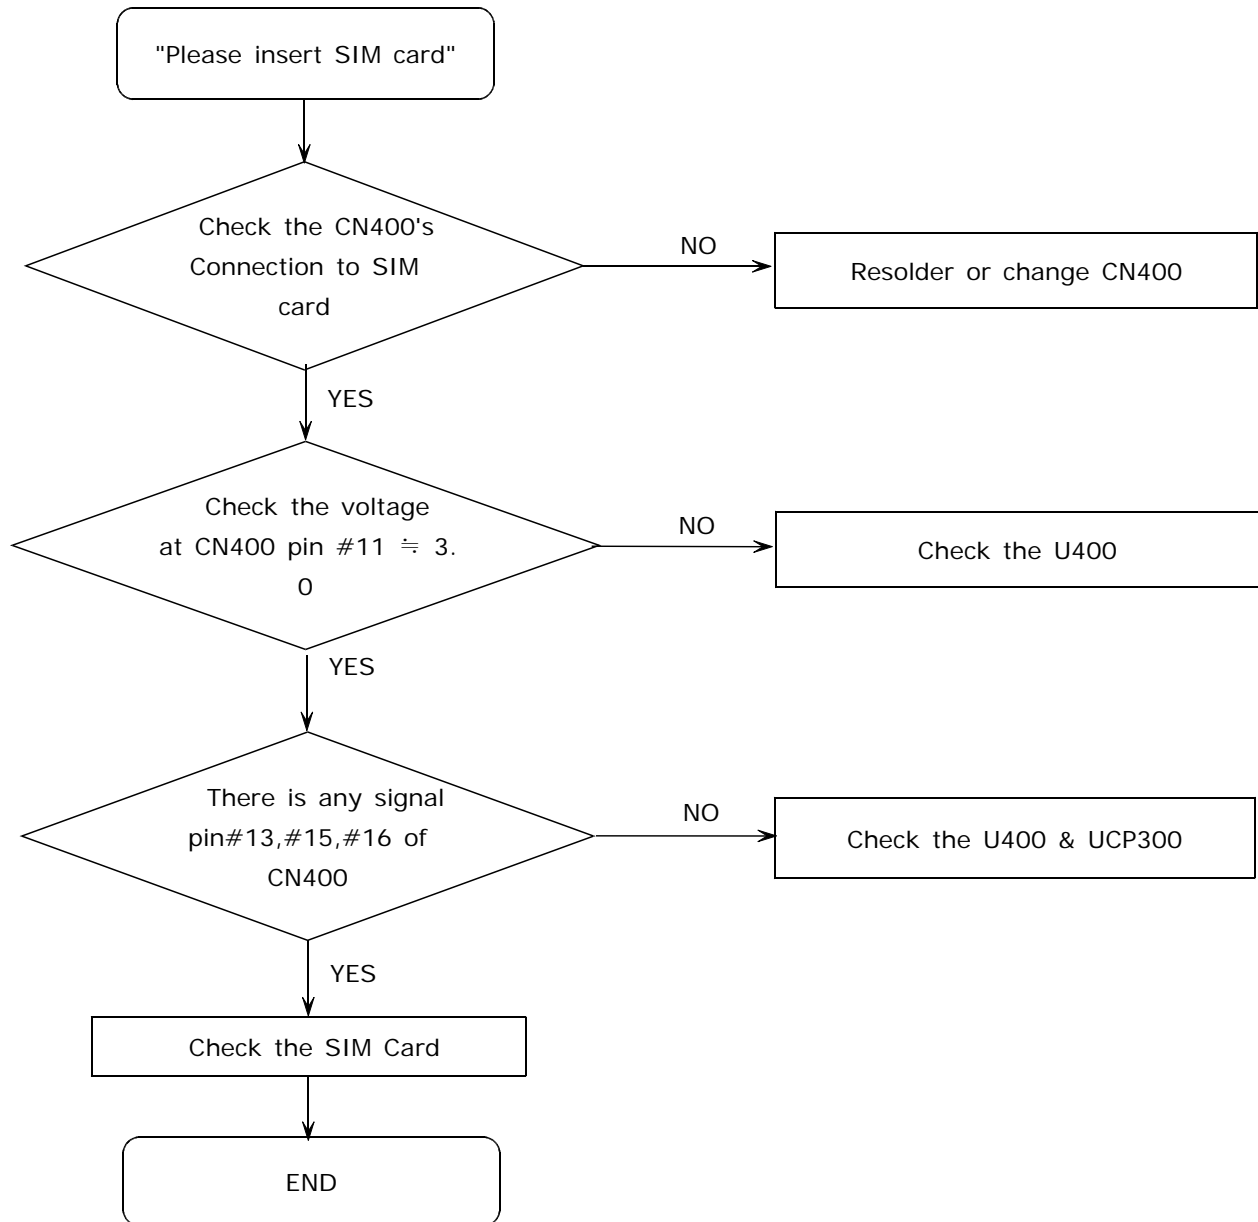 "Please insert SIM card"
Check the CN400's
Connection to SIM
card
NO
Resolder or change CN400
YES
Check the voltage
at CN400 pin #11 ≒ 3.
0
NO
Check the U400
YES
There is any signal
pin#13,#15,#16 of
CN400
NO
Check the U400 & UCP300
YES
Check the SIM Card
END